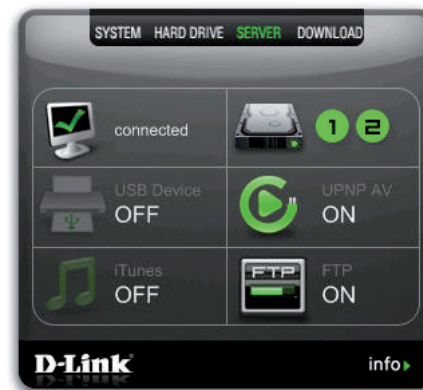 SYSTEM HARD DRIVE SERVER DOWNLOAD
connected
1 2
USB Device
OFF
UPNP AV
ON
iTunes
OFF
FTP
FTP
ON
D-Link
info